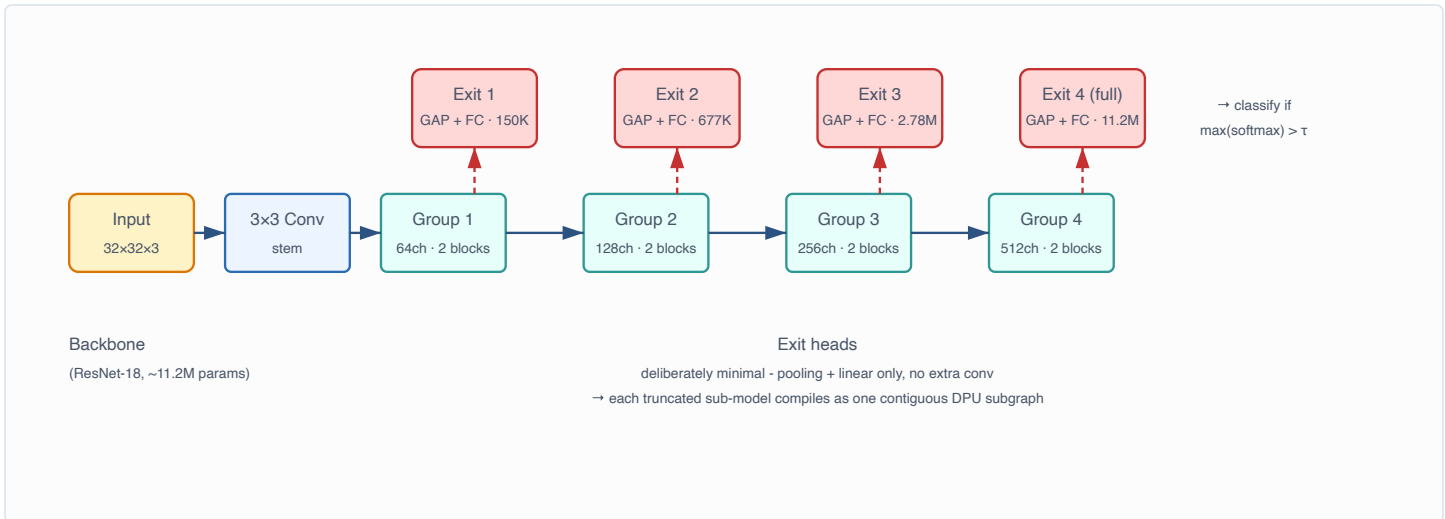 Exit 1
GAP + FC · 150K
Exit 2
GAP + FC · 677K
Exit 3
GAP + FC · 2.78M
Exit 4 (full)
GAP + FC · 11.2M
→ classify if
max(softmax) > τ
Input
32×32×3
3×3 Conv
stem
Group 1
64ch · 2 blocks
Group 2
128ch · 2 blocks
Group 3
256ch · 2 blocks
Group 4
512ch · 2 blocks
Backbone
(ResNet-18, ~11.2M params)
Exit heads
deliberately minimal - pooling + linear only, no extra conv
→ each truncated sub-model compiles as one contiguous DPU subgraph